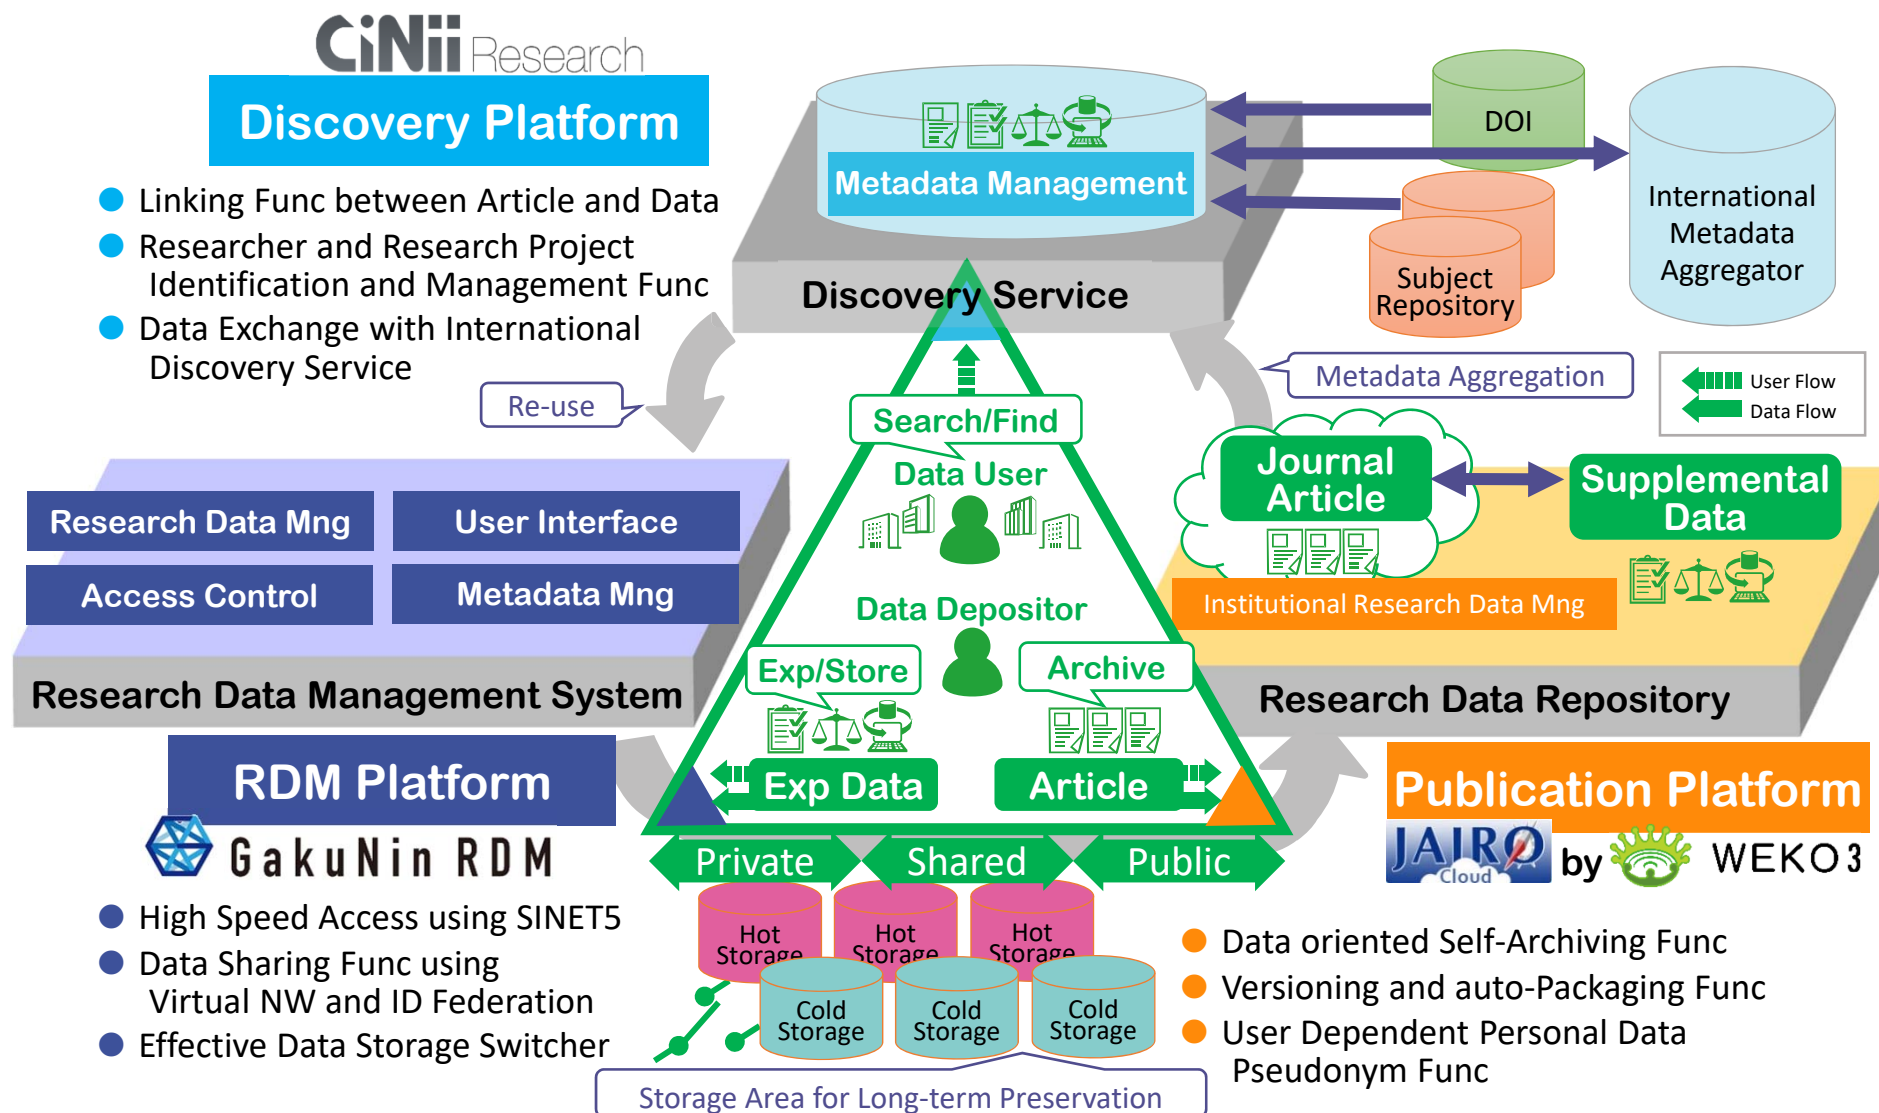 CiNii Research
Discovery Platform
Linking Func between Article and Data
Researcher and Research Project
Identification and Management Func
Data Exchange with International
Discovery Service
Metadata Management
DOI
International
Metadata
Aggregator
Subject
Repository
Discovery Service
Re-use
Metadata Aggregation
User Flow
Data Flow
Search/Find
Data User
Journal
Article
Supplemental
Data
Research Data Mng
User Interface
Access Control
Metadata Mng
Institutional Research Data Mng
Data Depositor
Exp/Store
Archive
Research Data Management System
Research Data Repository
Exp Data
Article
RDM Platform
GakuNin RDM
Publication Platform
JAIRO
Cloud
by
WEKO3
Private
Shared
Public
High Speed Access using SINET5
Data Sharing Func using
Virtual NW and ID Federation
Effective Data Storage Switcher
Hot
Storage
Hot
Storage
Hot
Storage
Cold
Storage
Cold
Storage
Cold
Storage
Storage Area for Long-term Preservation
Data oriented Self-Archiving Func
Versioning and auto-Packaging Func
User Dependent Personal Data
Pseudonym Func